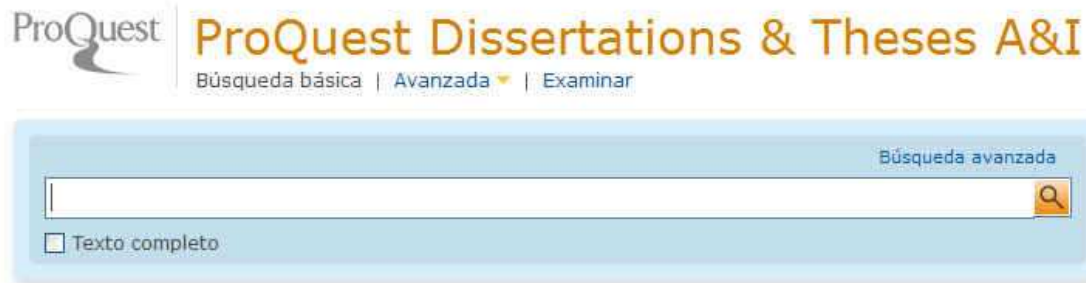 ProQuest
ProQuest Dissertations & Theses A&I
Búsqueda básica | Avanzada | Examinar
Búsqueda avanzada
Texto completo